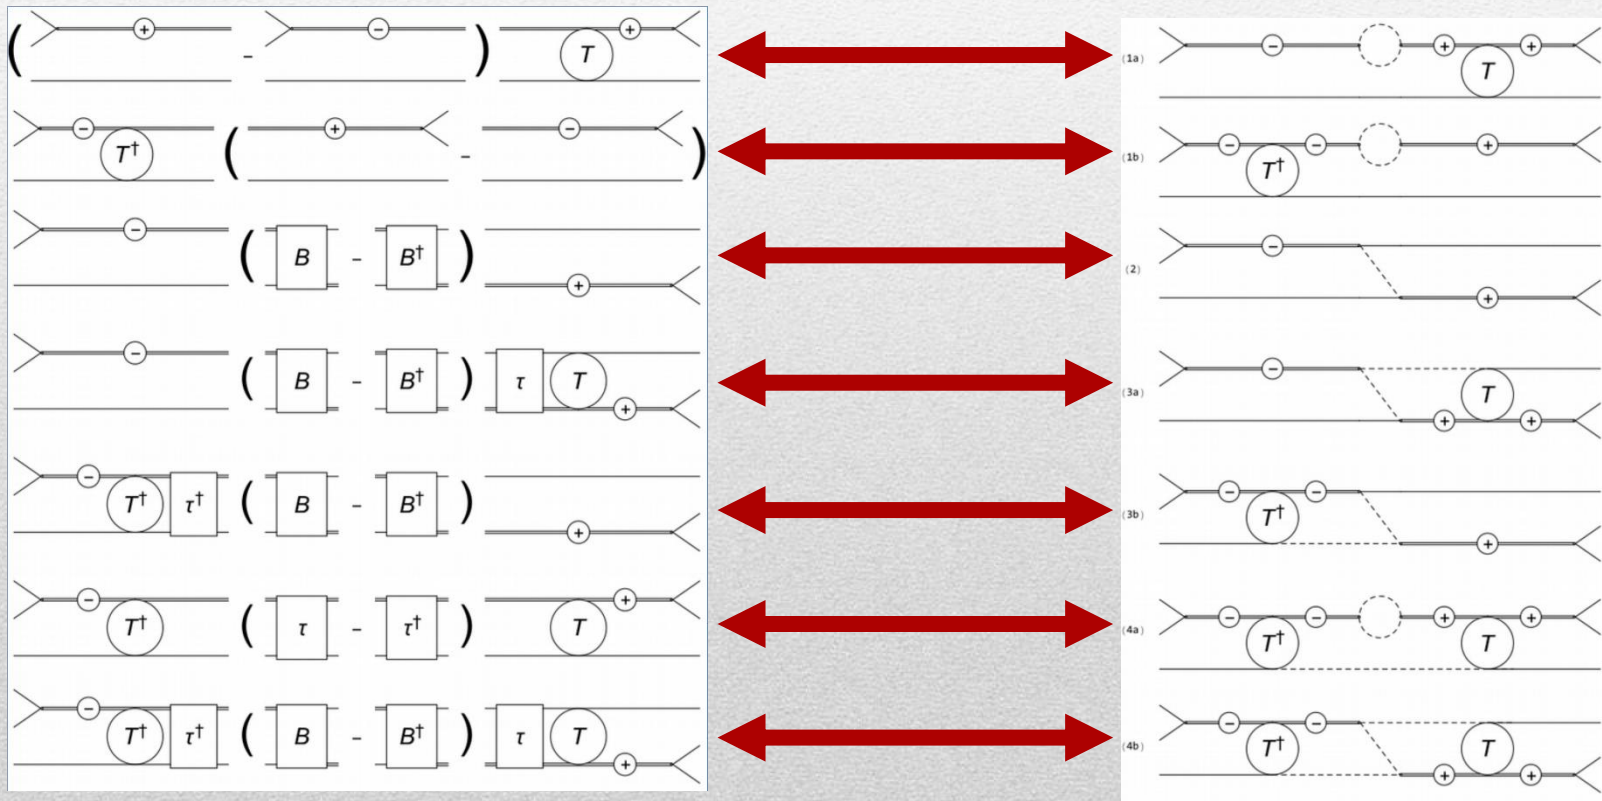 ( + - - ) T +
(1a) - + T +
- T† ( + - - )
(1b) - T† - +
- ( B - B† ) +
(2) - +
- ( B - B† ) τ T +
(3a) - + T +
- T† τ† ( B - B† ) +
(3b) - T† - +
- T† ( τ - τ† ) T +
(4a) - T† - + T +
- T† τ† ( B - B† ) τ T +
(4b) - T† - + T +